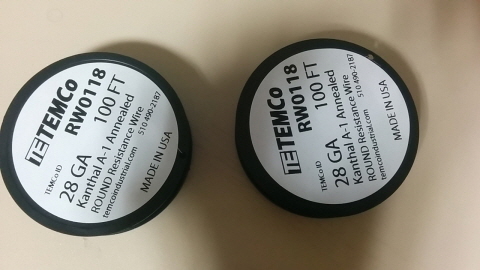 TEMCo
RW0118
TEMCo ID
28 GA 100 FT
Kanthal A-1 Annealed
ROUND Resistance Wire
temcoindustrial.com 510 490-2187
MADE IN USA
TEMCo
RW0118
TEMCo ID
28 GA 100 FT
Kanthal A-1 Annealed
ROUND Resistance Wire
temcoindustrial.com 510 490-2187
MADE IN USA